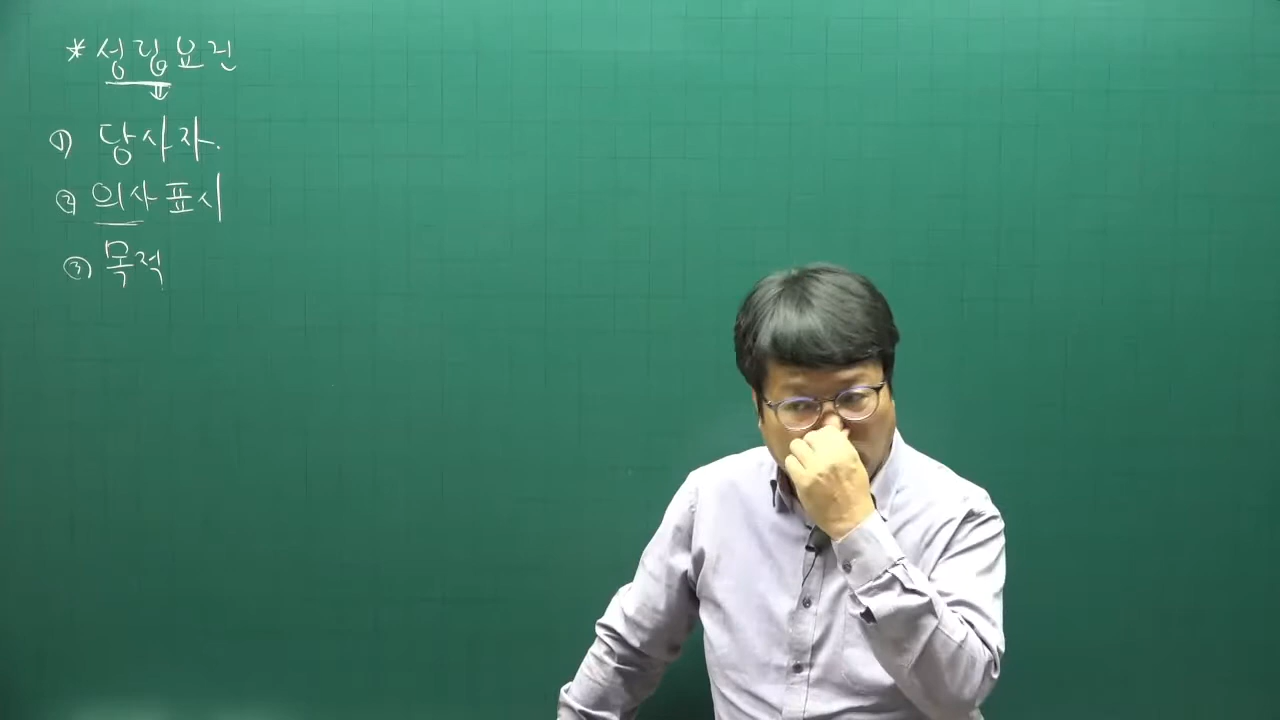 * 성립요건
⇓
① 당사자.
② 의사표시
③ 목적